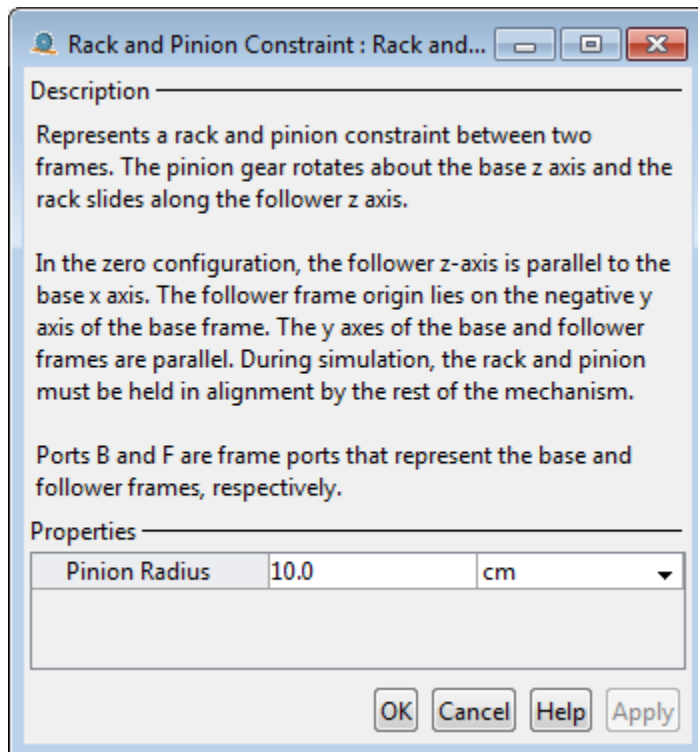 Rack and Pinion Constraint : Rack and...
Description
Represents a rack and pinion constraint between two
frames. The pinion gear rotates about the base z axis and the
rack slides along the follower z axis.
In the zero configuration, the follower z-axis is parallel to the
base x axis. The follower frame origin lies on the negative y
axis of the base frame. The y axes of the base and follower
frames are parallel. During simulation, the rack and pinion
must be held in alignment by the rest of the mechanism.
Ports B and F are frame ports that represent the base and
follower frames, respectively.
Properties
Pinion Radius 10.0 cm
OK Cancel Help Apply